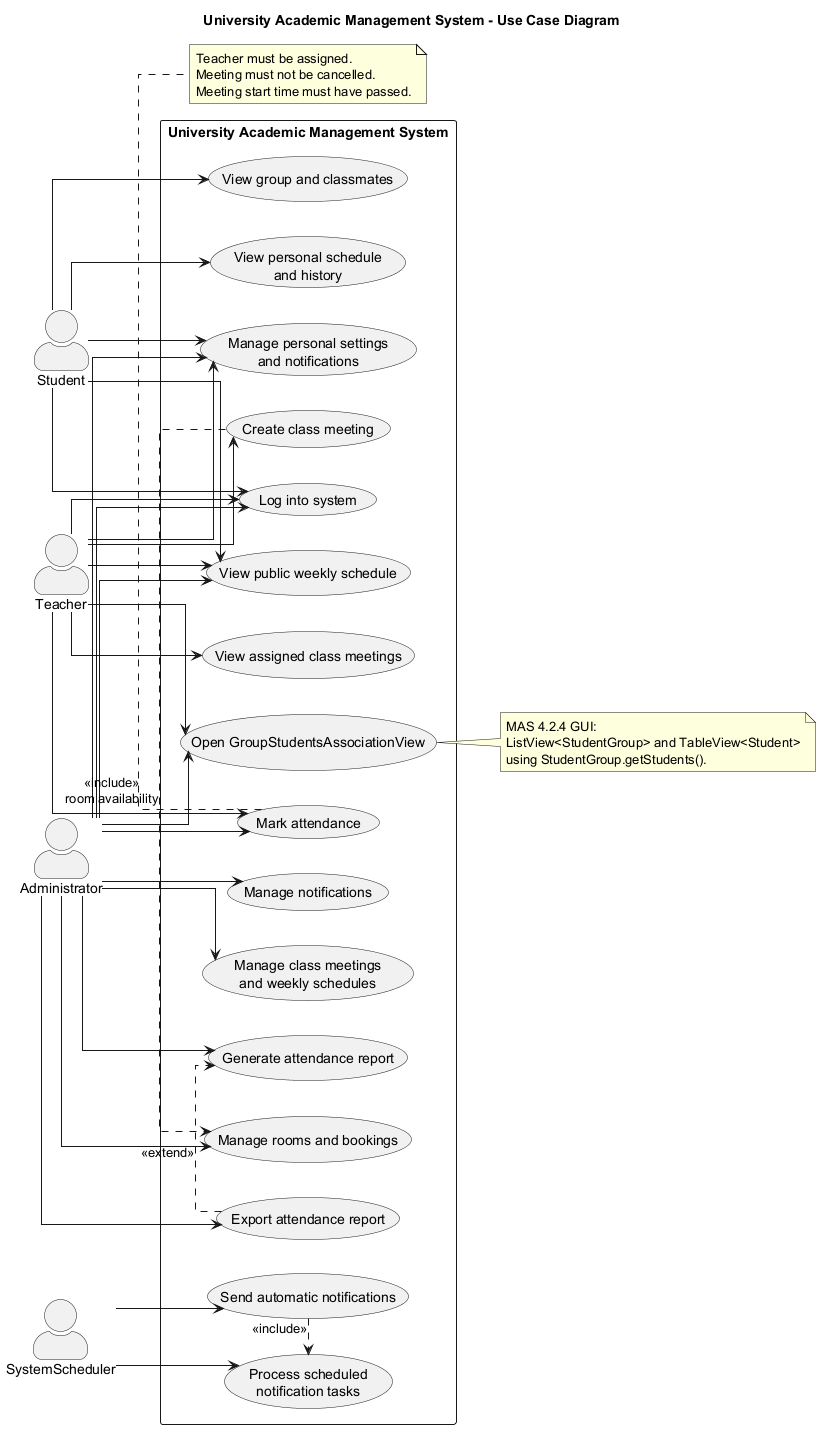 University Academic Management System - Use Case Diagram
Teacher must be assigned.
Meeting must not be cancelled.
Meeting start time must have passed.
University Academic Management System
View group and classmates
View personal schedule
and history
Manage personal settings
and notifications
Student
Create class meeting
Log into system
View public weekly schedule
Teacher
View assigned class meetings
Open GroupStudentsAssociationView
MAS 4.2.4 GUI:
ListView<StudentGroup> and TableView<Student>
using StudentGroup.getStudents().
«include»
room availability
Mark attendance
Administrator
Manage notifications
Manage class meetings
and weekly schedules
Generate attendance report
Manage rooms and bookings
«extend»
Export attendance report
Send automatic notifications
«include»
SystemScheduler
Process scheduled
notification tasks